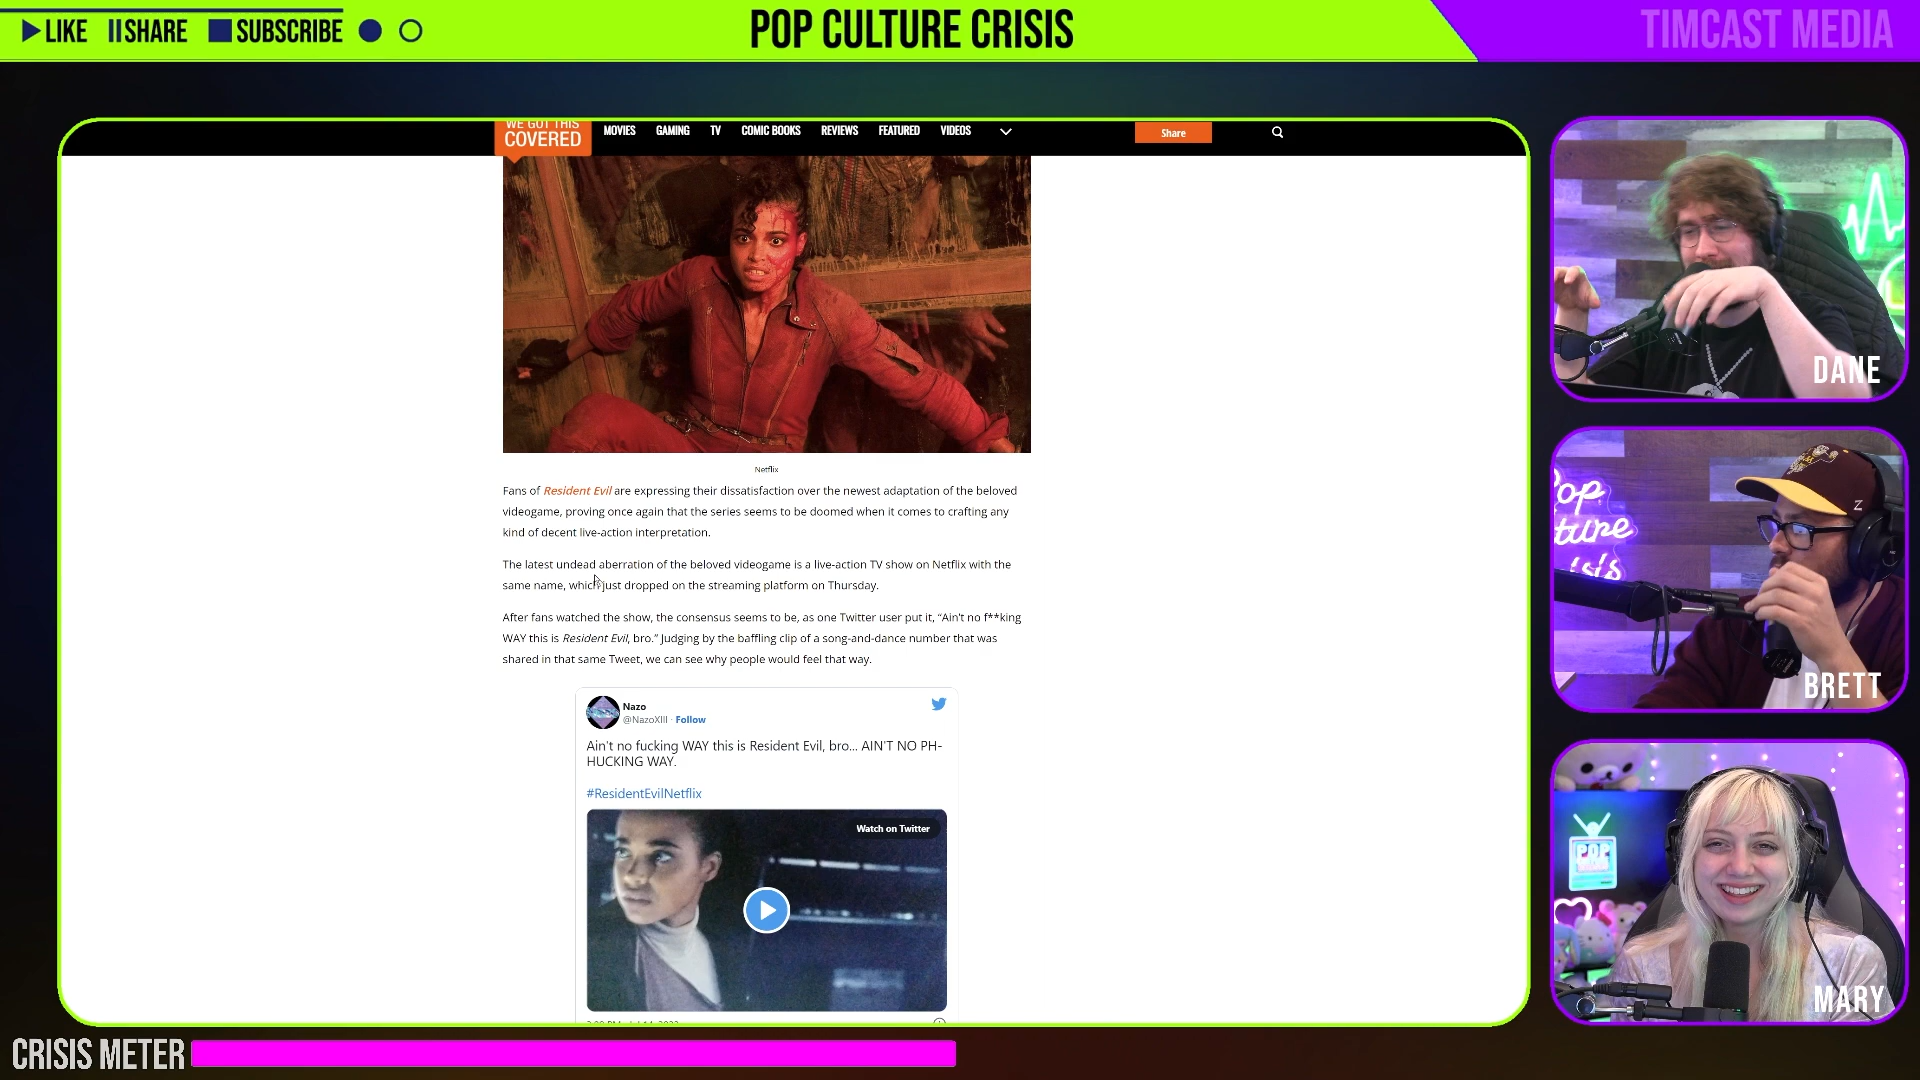 LIKE SHARE SUBSCRIBE
POP CULTURE CRISIS
TIMCAST MEDIA
WE GOT THIS
COVERED
MOVIES GAMING TV COMIC BOOKS REVIEWS FEATURED VIDEOS
Share
Netflix
Fans of Resident Evil are expressing their dissatisfaction over the newest adaptation of the beloved
videogame, proving once again that the series seems to be doomed when it comes to crafting any
kind of decent live-action interpretation.
The latest undead aberration of the beloved videogame is a live-action TV show on Netflix with the
same name, which just dropped on the streaming platform on Thursday.
After fans watched the show, the consensus seems to be, as one Twitter user put it, “Ain't no f**king
WAY this is Resident Evil, bro.” Judging by the baffling clip of a song-and-dance number that was
shared in that same Tweet, we can see why people would feel that way.
Nazo
@NazoXIII · Follow
Ain't no fucking WAY this is Resident Evil, bro... AIN'T NO PH-
HUCKING WAY.
#ResidentEvilNetflix
Watch on Twitter
DANE
op
ture
isis
Z
BRETT
POP
MARY
CRISIS METER